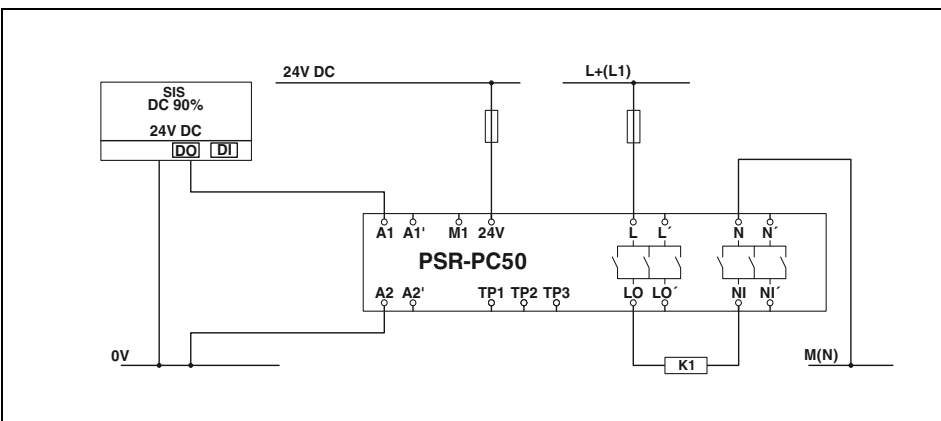 24V DC
L+(L1)
SIS
DC 90%
24V DC
DO DI
A1 A1' M1 24V L L´ N N´
PSR-PC50
A2 A2' TP1 TP2 TP3 LO LO´ NI NI´
0V
K1
M(N)